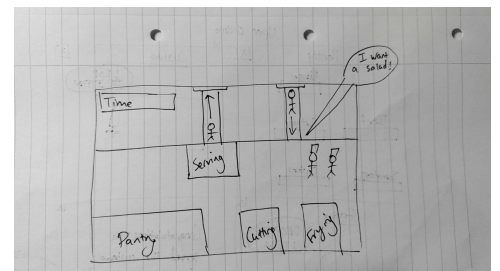 I want
a salad!
Time
Serving
Pantry
Cutting
Frying